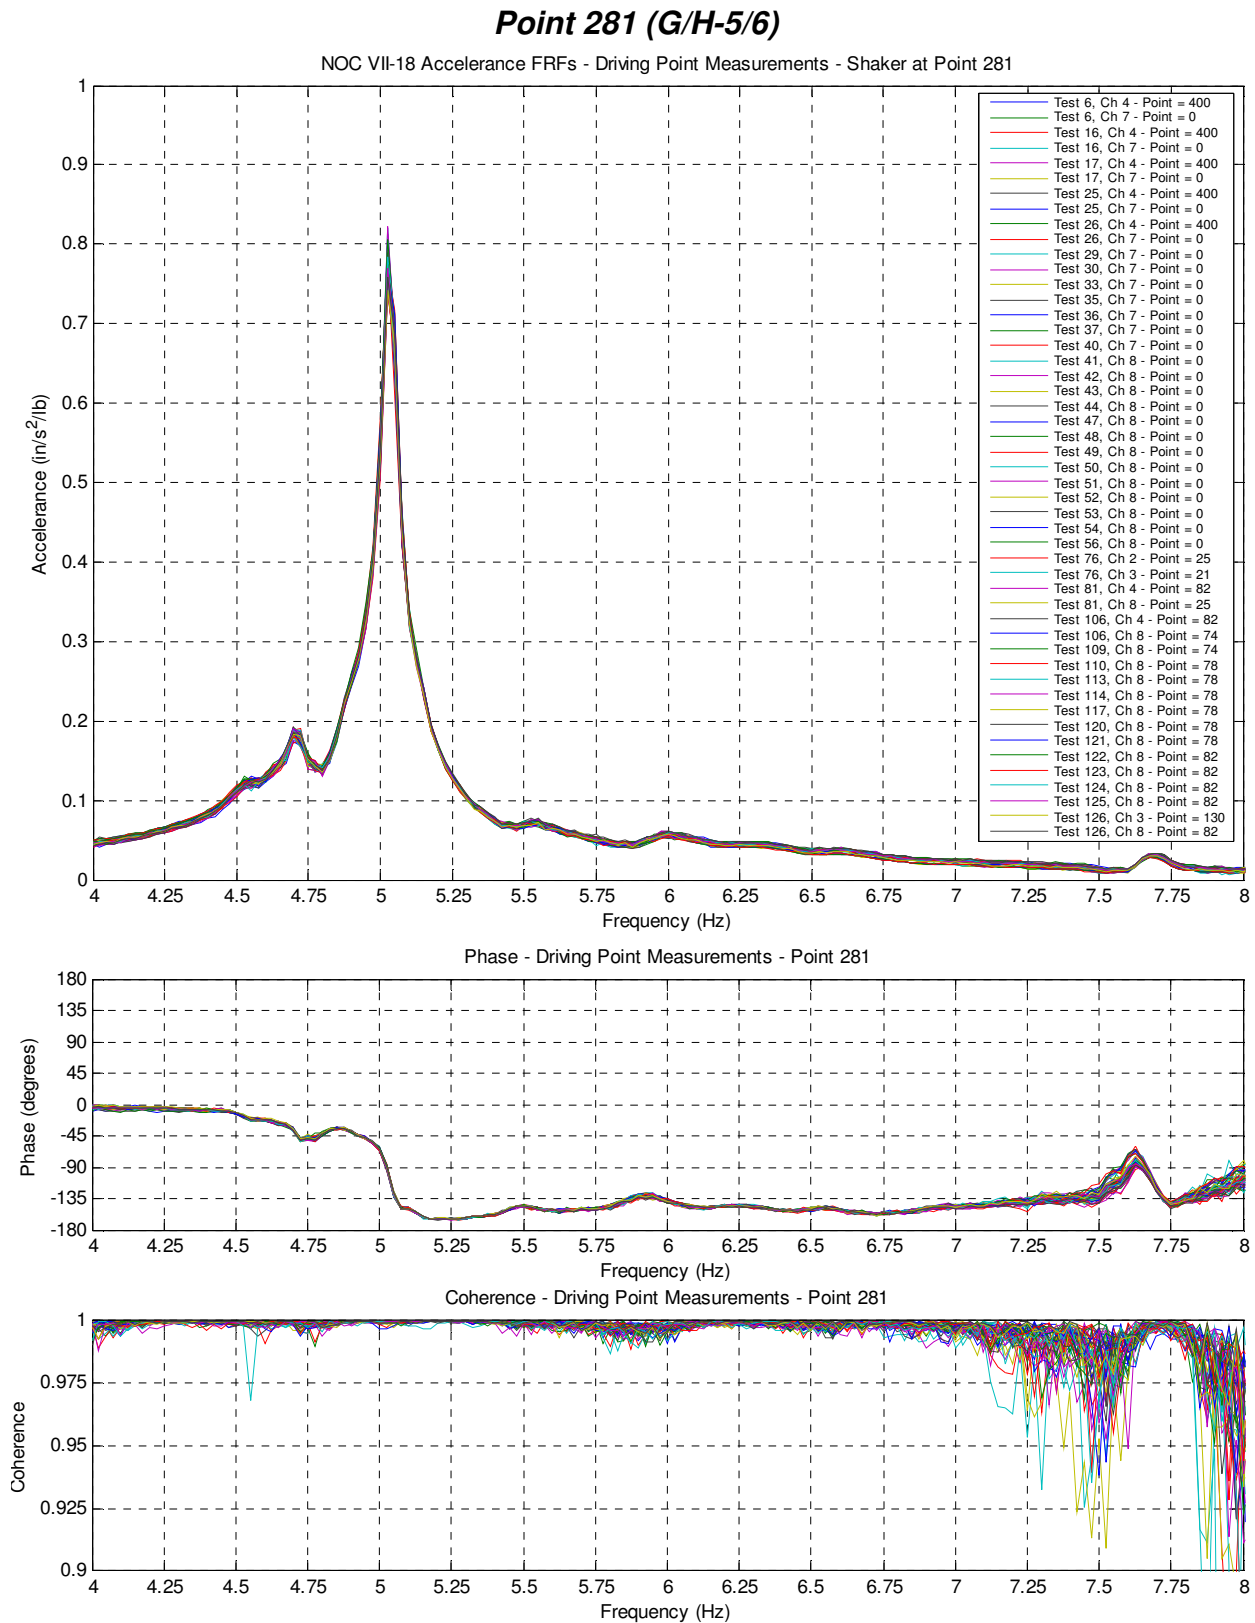 Point 281 (G/H-5/6)
NOC VII-18 Accelerance FRFs - Driving Point Measurements - Shaker at Point 281
1
0.9
0.8
0.7
0.6
0.5
0.4
0.3
0.2
0.1
0
Accelerance (in/s²/lb)
Test 6, Ch 4 - Point = 400
Test 6, Ch 7 - Point = 0
Test 16, Ch 4 - Point = 400
Test 16, Ch 7 - Point = 0
Test 17, Ch 4 - Point = 400
Test 17, Ch 7 - Point = 0
Test 25, Ch 4 - Point = 400
Test 25, Ch 7 - Point = 0
Test 26, Ch 4 - Point = 400
Test 26, Ch 7 - Point = 0
Test 29, Ch 7 - Point = 0
Test 30, Ch 7 - Point = 0
Test 33, Ch 7 - Point = 0
Test 35, Ch 7 - Point = 0
Test 36, Ch 7 - Point = 0
Test 37, Ch 7 - Point = 0
Test 40, Ch 7 - Point = 0
Test 41, Ch 8 - Point = 0
Test 42, Ch 8 - Point = 0
Test 43, Ch 8 - Point = 0
Test 44, Ch 8 - Point = 0
Test 47, Ch 8 - Point = 0
Test 48, Ch 8 - Point = 0
Test 49, Ch 8 - Point = 0
Test 50, Ch 8 - Point = 0
Test 51, Ch 8 - Point = 0
Test 52, Ch 8 - Point = 0
Test 53, Ch 8 - Point = 0
Test 54, Ch 8 - Point = 0
Test 56, Ch 8 - Point = 0
Test 76, Ch 2 - Point = 25
Test 76, Ch 3 - Point = 21
Test 81, Ch 4 - Point = 82
Test 81, Ch 8 - Point = 25
Test 106, Ch 4 - Point = 82
Test 106, Ch 8 - Point = 74
Test 109, Ch 8 - Point = 74
Test 110, Ch 8 - Point = 78
Test 113, Ch 8 - Point = 78
Test 114, Ch 8 - Point = 78
Test 117, Ch 8 - Point = 78
Test 120, Ch 8 - Point = 78
Test 121, Ch 8 - Point = 78
Test 122, Ch 8 - Point = 82
Test 123, Ch 8 - Point = 82
Test 124, Ch 8 - Point = 82
Test 125, Ch 8 - Point = 82
Test 126, Ch 3 - Point = 130
Test 126, Ch 8 - Point = 82
4 4.25 4.5 4.75 5 5.25 5.5 5.75 6 6.25 6.5 6.75 7 7.25 7.5 7.75 8
Frequency (Hz)
Phase - Driving Point Measurements - Point 281
180
135
90
45
0
-45
-90
-135
-180
Phase (degrees)
4 4.25 4.5 4.75 5 5.25 5.5 5.75 6 6.25 6.5 6.75 7 7.25 7.5 7.75 8
Frequency (Hz)
Coherence - Driving Point Measurements - Point 281
1
0.975
0.95
0.925
0.9
Coherence
4 4.25 4.5 4.75 5 5.25 5.5 5.75 6 6.25 6.5 6.75 7 7.25 7.5 7.75 8
Frequency (Hz)